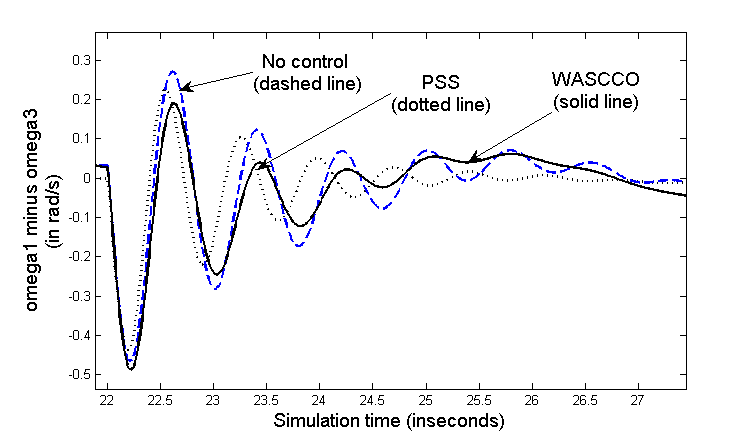 No control
(dashed line)
PSS
(dotted line)
WASCCO
(solid line)
omega1 minus omega3
(in rad/s)
0.3
0.2
0.1
0
-0.1
-0.2
-0.3
-0.4
-0.5
22
22.5
23
23.5
24
24.5
25
25.5
26
26.5
27
Simulation time (inseconds)